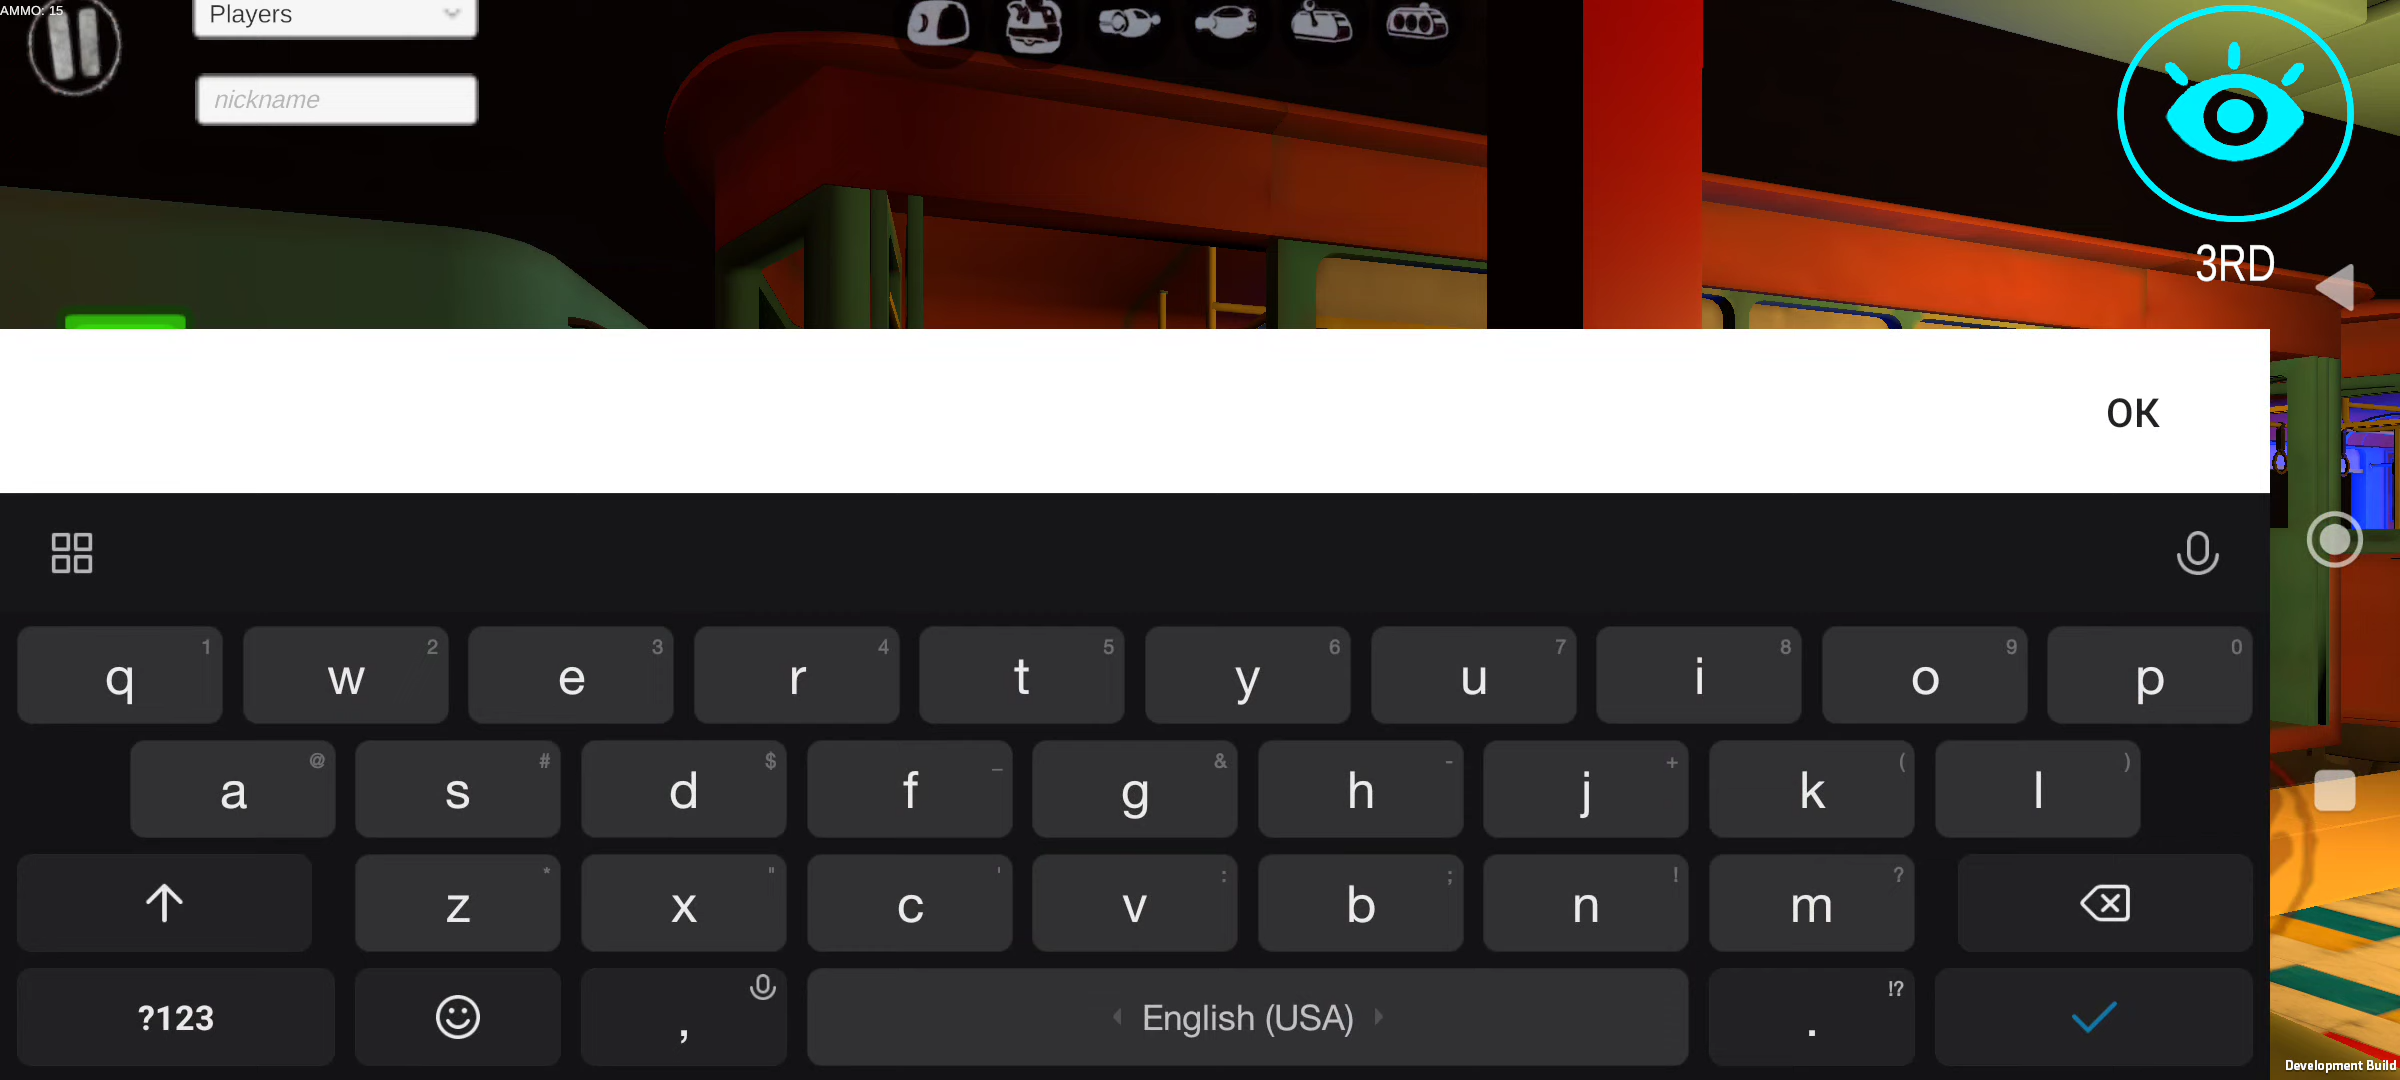 AMMO: 15
Players
nickname
3RD
OK
q 1 w 2 e 3 r 4 t 5 y 6 u 7 i 8 o 9 p 0
a @ s # d $ f _ g & h - j + k ( l )
z * x " c ' v : b ; n ! m ?
?123 , English (USA) . !?
Development Build